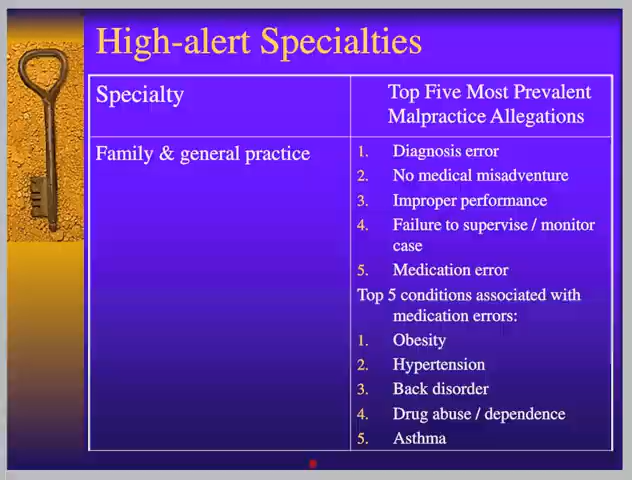 High-alert Specialties
Specialty
Top Five Most Prevalent
Malpractice Allegations
Family & general practice
1. Diagnosis error
2. No medical misadventure
3. Improper performance
4. Failure to supervise / monitor
case
5. Medication error
Top 5 conditions associated with
medication errors:
1. Obesity
2. Hypertension
3. Back disorder
4. Drug abuse / dependence
5. Asthma